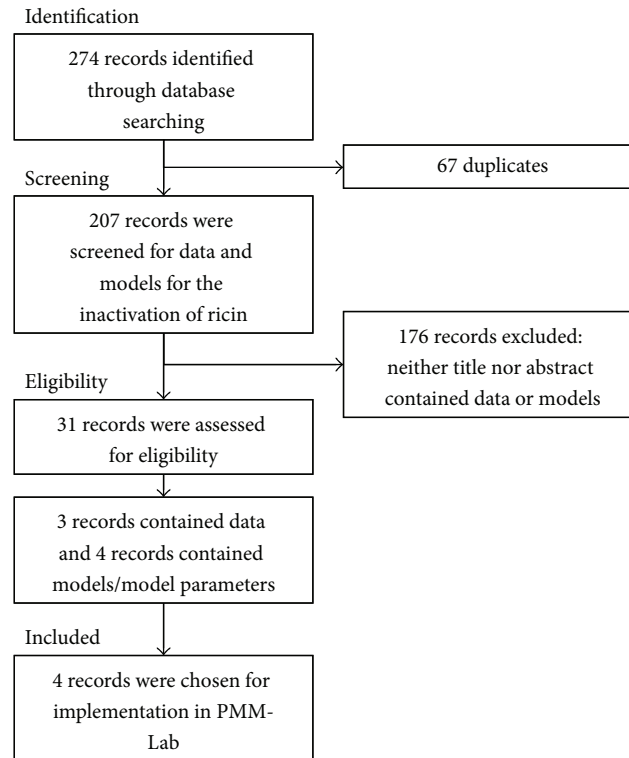 Identification
274 records identified
through database
searching
67 duplicates
Screening
207 records were
screened for data and
models for the
inactivation of ricin
176 records excluded:
neither title nor abstract
contained data or models
Eligibility
31 records were assessed
for eligibility
3 records contained data
and 4 records contained
models/model parameters
Included
4 records were chosen for
implementation in PMM-
Lab